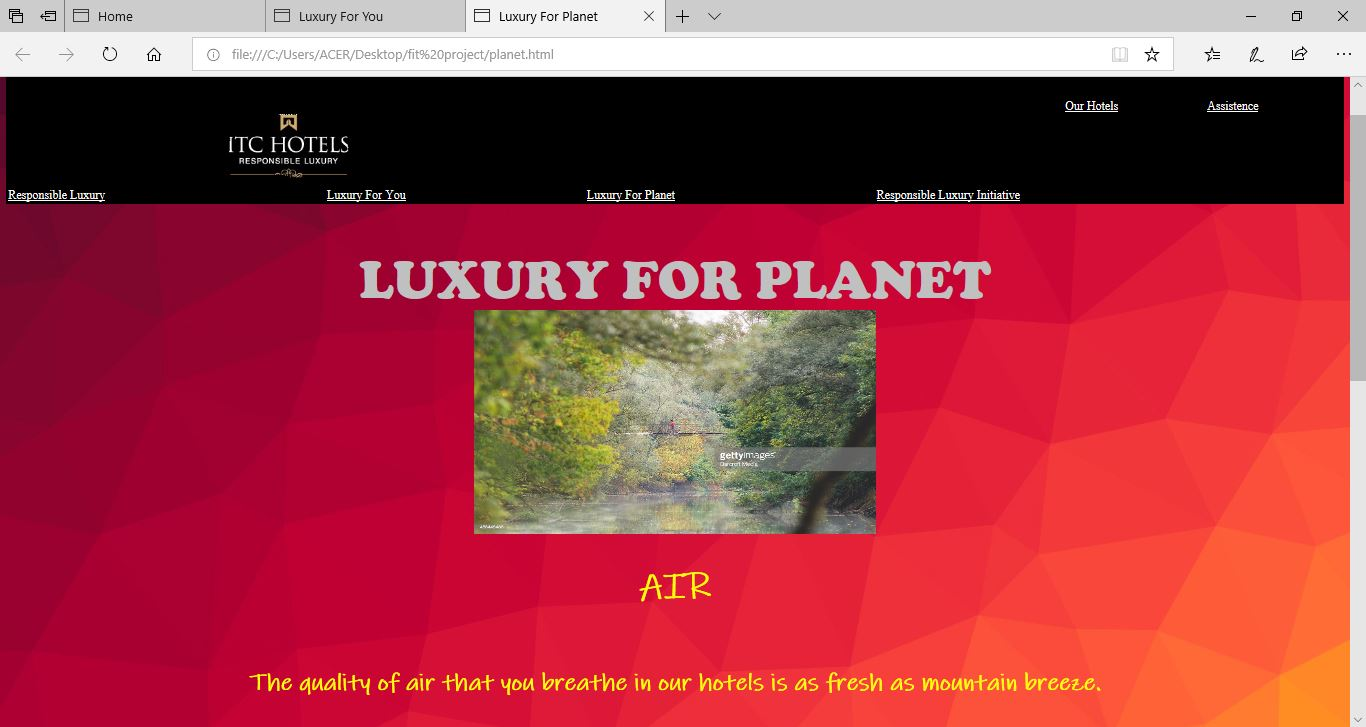 Home
Luxury For You
Luxury For Planet
file:///C:/Users/ACER/Desktop/fit%20project/planet.html
Our Hotels
Assistence
ITC HOTELS
RESPONSIBLE LUXURY
Responsible Luxury
Luxury For You
Luxury For Planet
Responsible Luxury Initiative
LUXURY FOR PLANET
gettyimages
AIR
The quality of air that you breathe in our hotels is as fresh as mountain breeze.